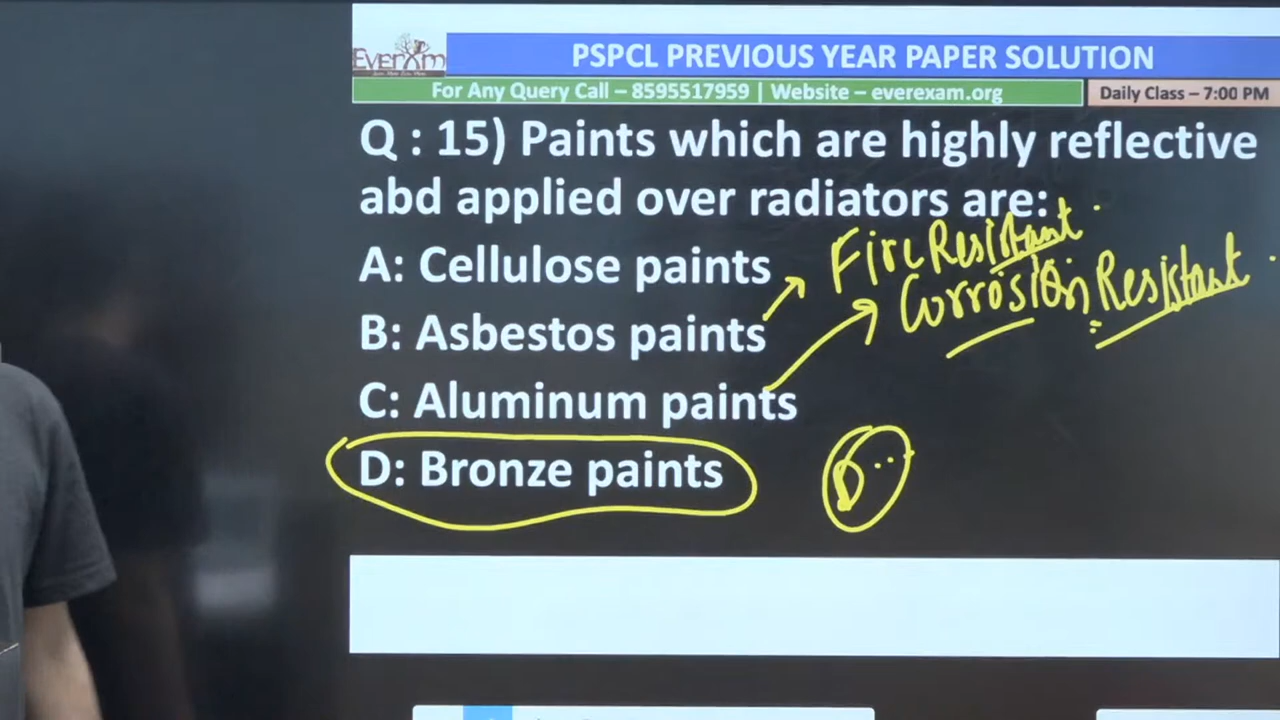 EverExam
PSPCL PREVIOUS YEAR PAPER SOLUTION
For Any Query Call – 8595517959 | Website – everexam.org
Daily Class – 7:00 PM
Q : 15) Paints which are highly reflective
abd applied over radiators are:
A: Cellulose paints
Fire Resistant
Corrosion Resistant
B: Asbestos paints
C: Aluminum paints
D: Bronze paints
D